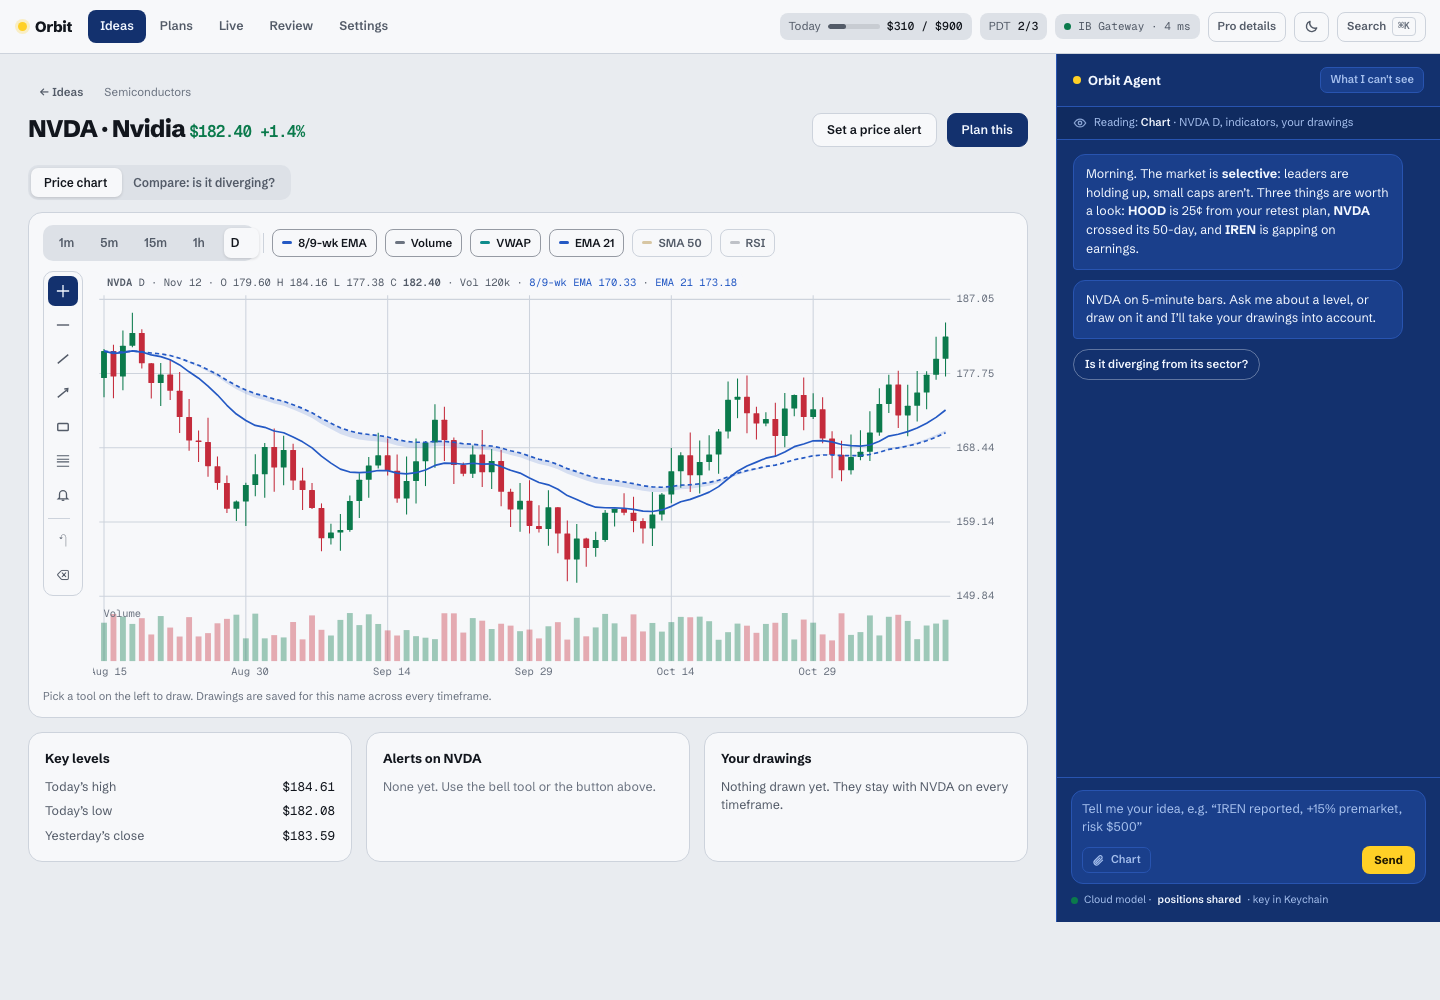 Orbit
Ideas
Plans
Live
Review
Settings
Today $310 / $900
PDT 2/3
IB Gateway · 4 ms
Pro details
Search ⌘K
← Ideas
Semiconductors
NVDA · Nvidia $182.40 +1.4%
Set a price alert
Plan this
Price chart
Compare: is it diverging?
1m
5m
15m
1h
D
8/9-wk EMA
Volume
VWAP
EMA 21
SMA 50
RSI
NVDA D · Nov 12 · O 179.60 H 184.16 L 177.38 C 182.40 · Vol 120k · 8/9-wk EMA 170.33 · EMA 21 173.18
187.05
177.75
168.44
159.14
149.84
Volume
Aug 15
Aug 30
Sep 14
Sep 29
Oct 14
Oct 29
Pick a tool on the left to draw. Drawings are saved for this name across every timeframe.
Key levels
Today’s high $184.61
Today’s low $182.08
Yesterday’s close $183.59
Alerts on NVDA
None yet. Use the bell tool or the button above.
Your drawings
Nothing drawn yet. They stay with NVDA on every
timeframe.
Orbit Agent
What I can't see
Reading: Chart · NVDA D, indicators, your drawings
Morning. The market is selective: leaders are
holding up, small caps aren’t. Three things are worth
a look: HOOD is 25¢ from your retest plan, NVDA
crossed its 50-day, and IREN is gapping on
earnings.
NVDA on 5-minute bars. Ask me about a level, or
draw on it and I’ll take your drawings into account.
Is it diverging from its sector?
Tell me your idea, e.g. “IREN reported, +15% premarket,
risk $500”
Chart
Send
Cloud model · positions shared · key in Keychain